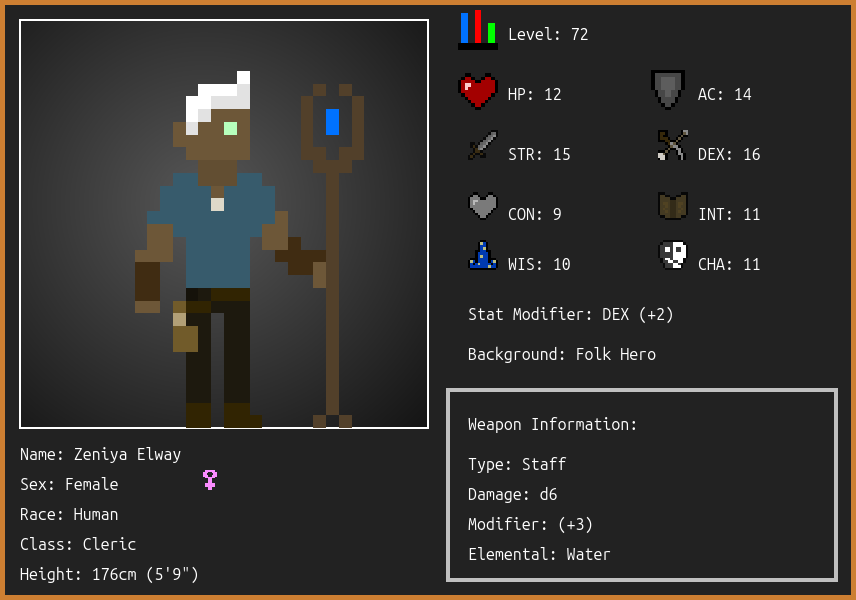 Level: 72
HP: 12
AC: 14
STR: 15
DEX: 16
CON: 9
INT: 11
WIS: 10
CHA: 11
Stat Modifier: DEX (+2)
Background: Folk Hero
Weapon Information:
Type: Staff
Damage: d6
Modifier: (+3)
Elemental: Water
Name: Zeniya Elway
Sex: Female
Race: Human
Class: Cleric
Height: 176cm (5'9")